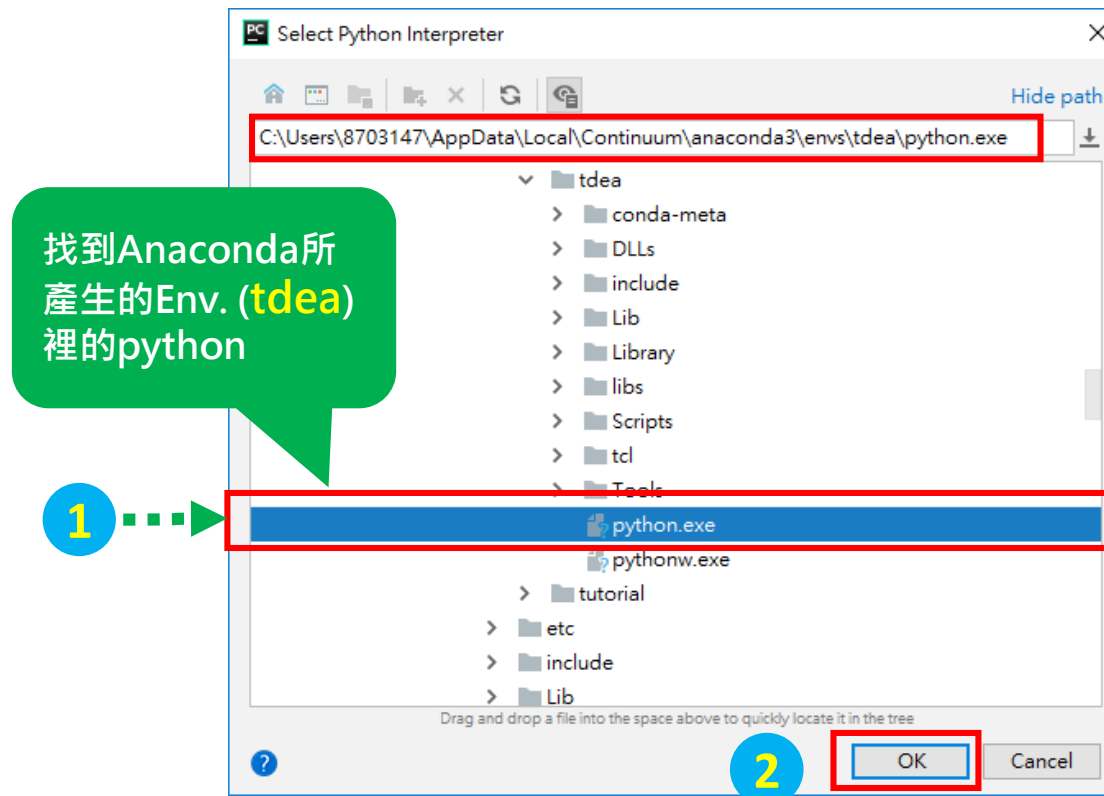 PC Select Python Interpreter
Hide path
C:\Users\8703147\AppData\Local\Continuum\anaconda3\envs\tdea\python.exe
tdea
conda-meta
DLLs
include
Lib
Library
libs
Scripts
tcl
Tools
python.exe
pythonw.exe
tutorial
etc
include
Lib
找到Anaconda所
產生的Env. (tdea)
裡的python
1
Drag and drop a file into the space above to quickly locate it in the tree
?
2
OK
Cancel